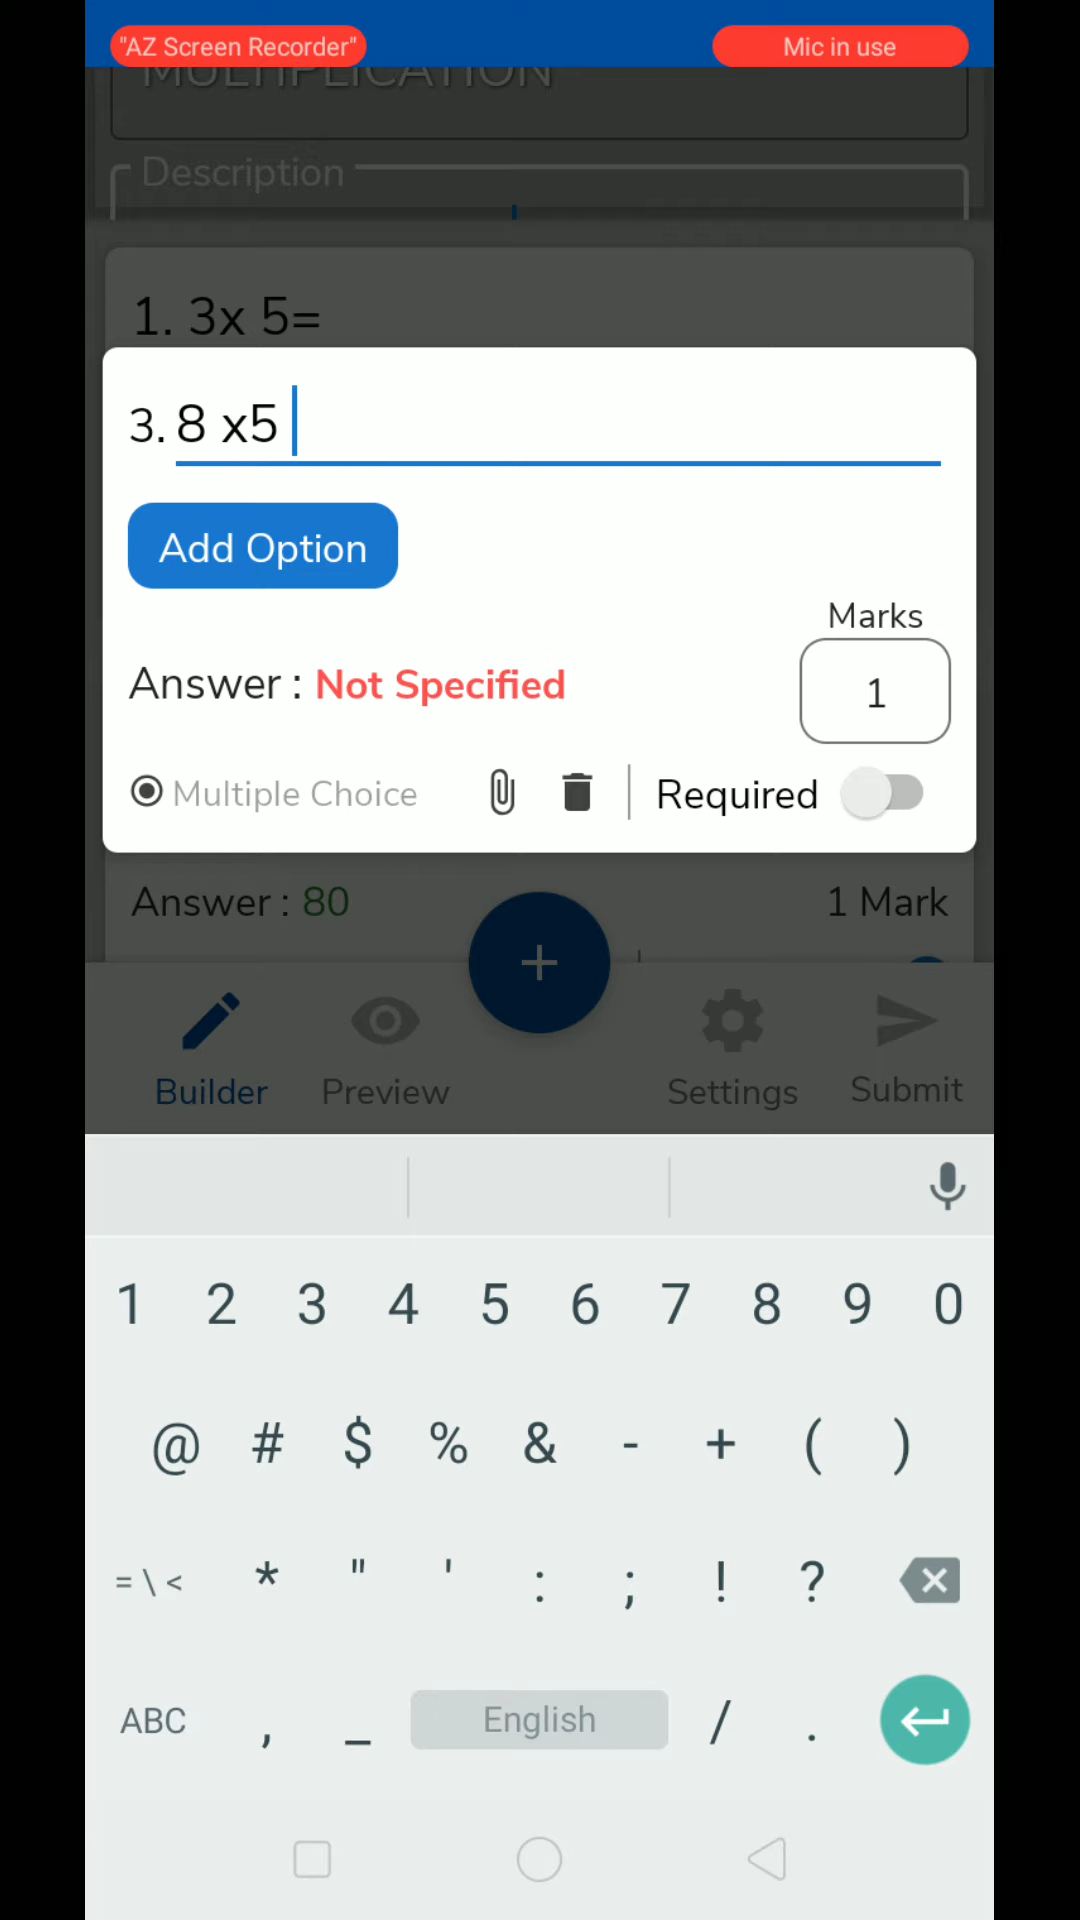 "AZ Screen Recorder"
Mic in use
MULTIPLICATION
Description
1. 3x 5=
3. 8 x5
Add Option
Marks
Answer : Not Specified
1
Multiple Choice
Required
Answer : 80
1 Mark
+
Builder
Preview
Settings
Submit
1 2 3 4 5 6 7 8 9 0
@ # $ % & - + ( )
= \ < * " ' : ; ! ?
ABC , _ English / .